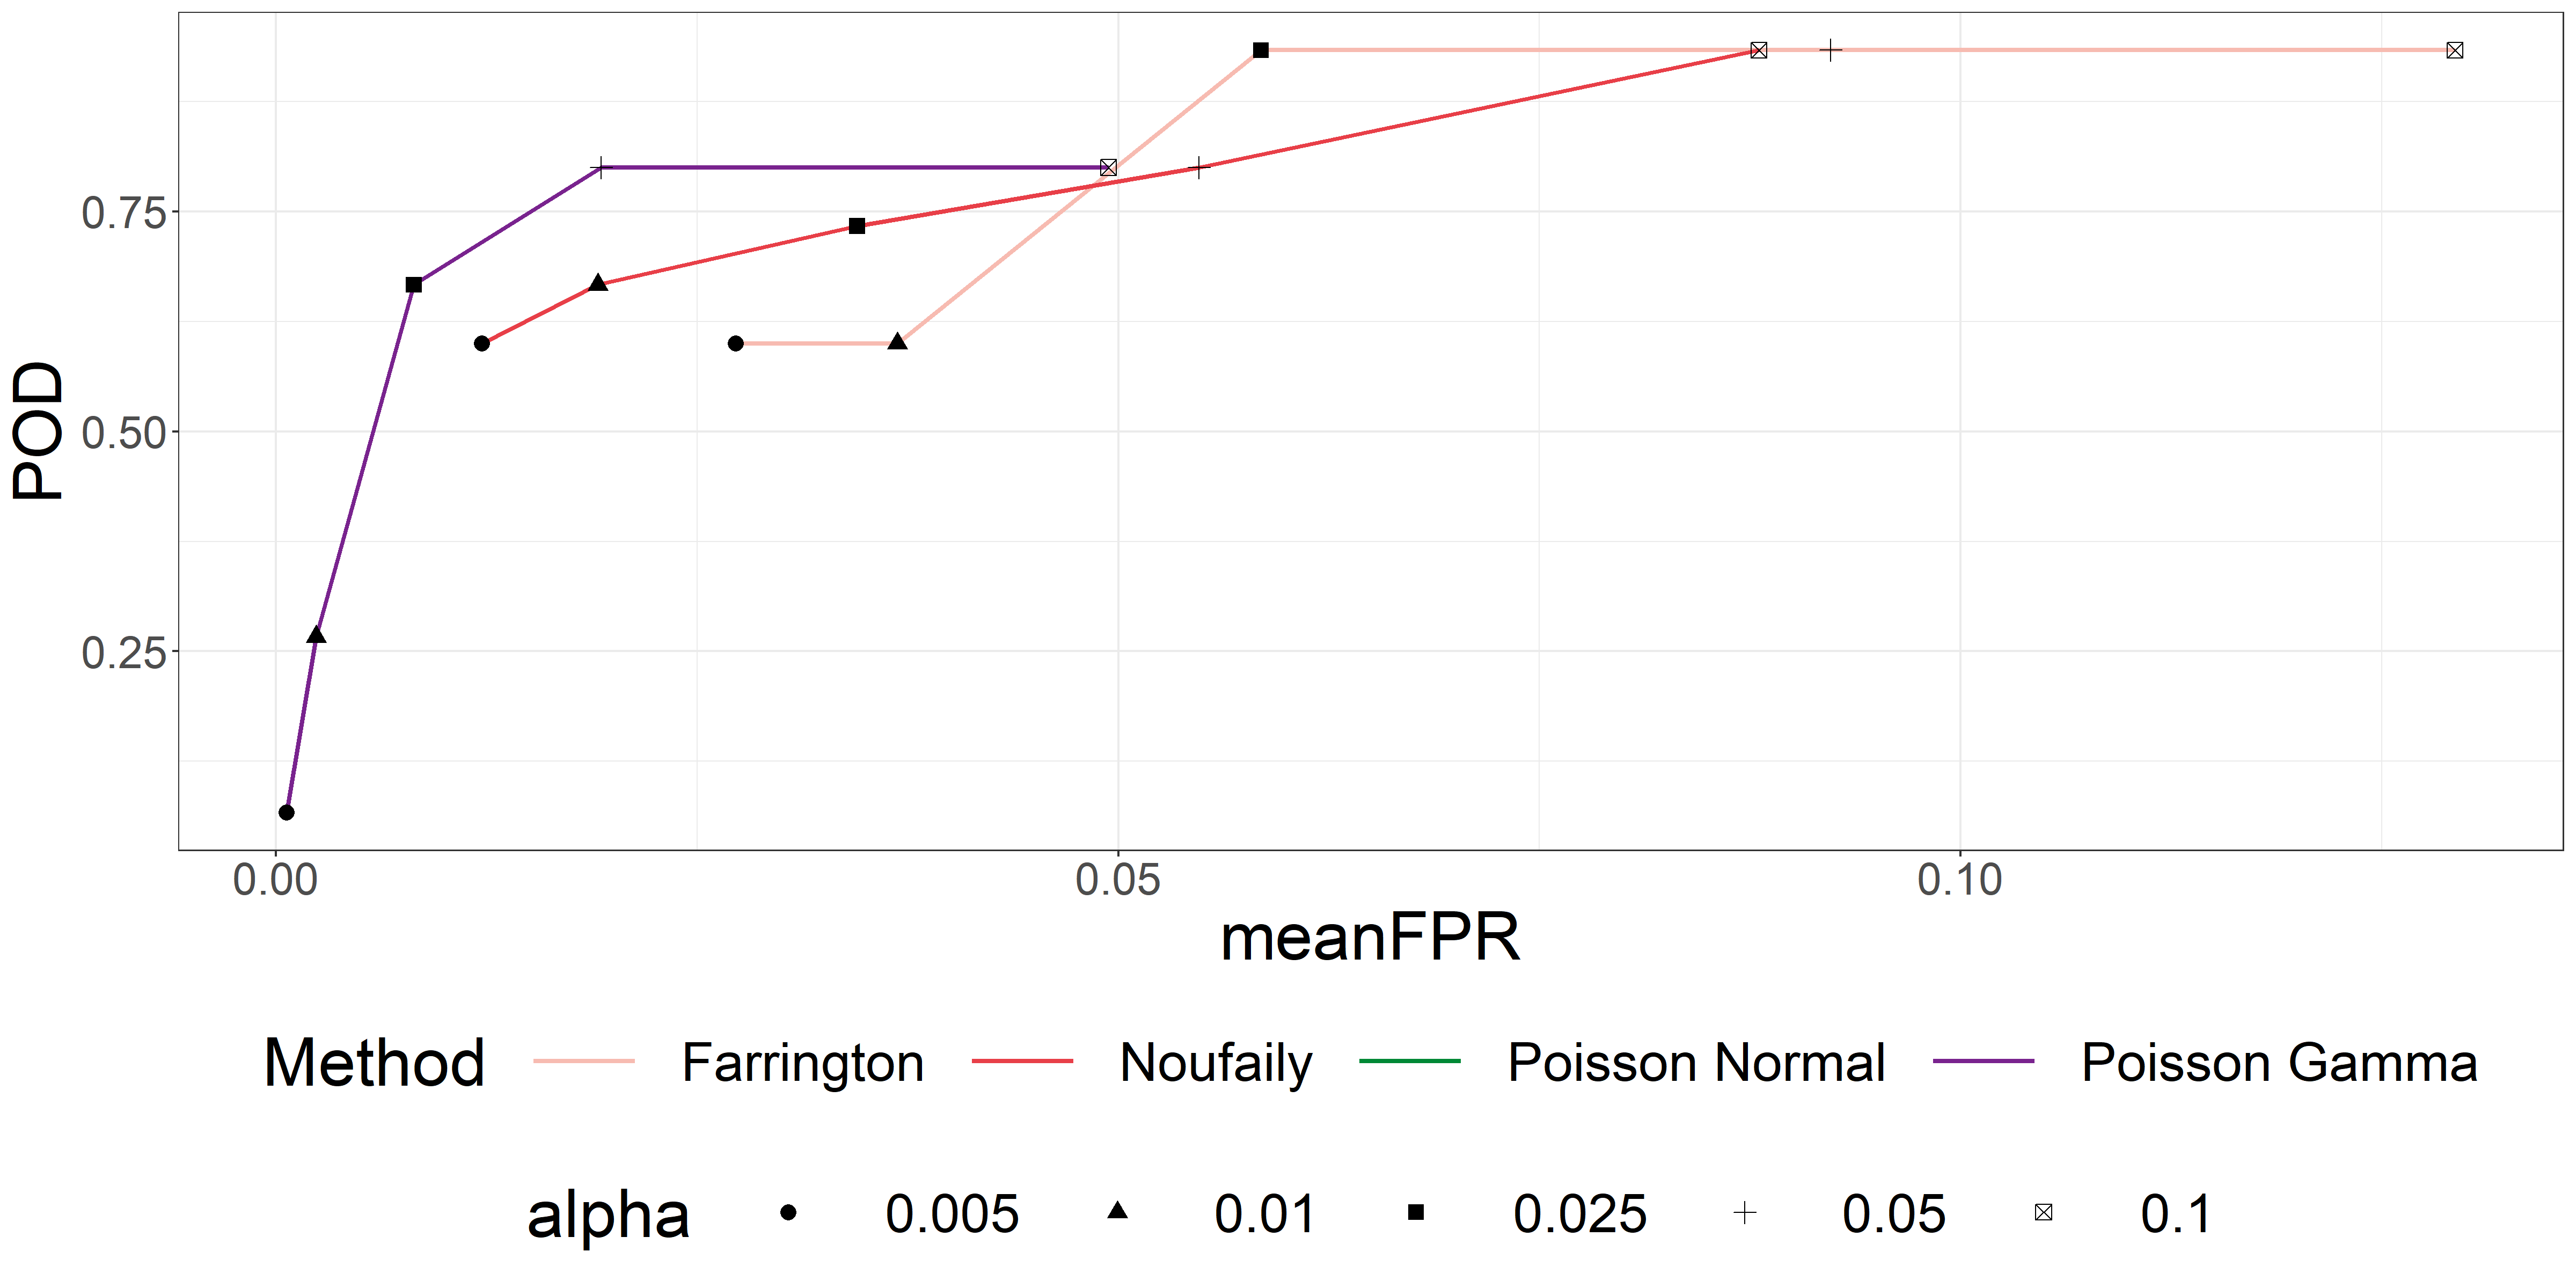 POD
0.75
0.50
0.25
0.00 0.05 0.10
meanFPR
Method Farrington Noufaily Poisson Normal Poisson Gamma
alpha 0.005 0.01 0.025 0.05 0.1